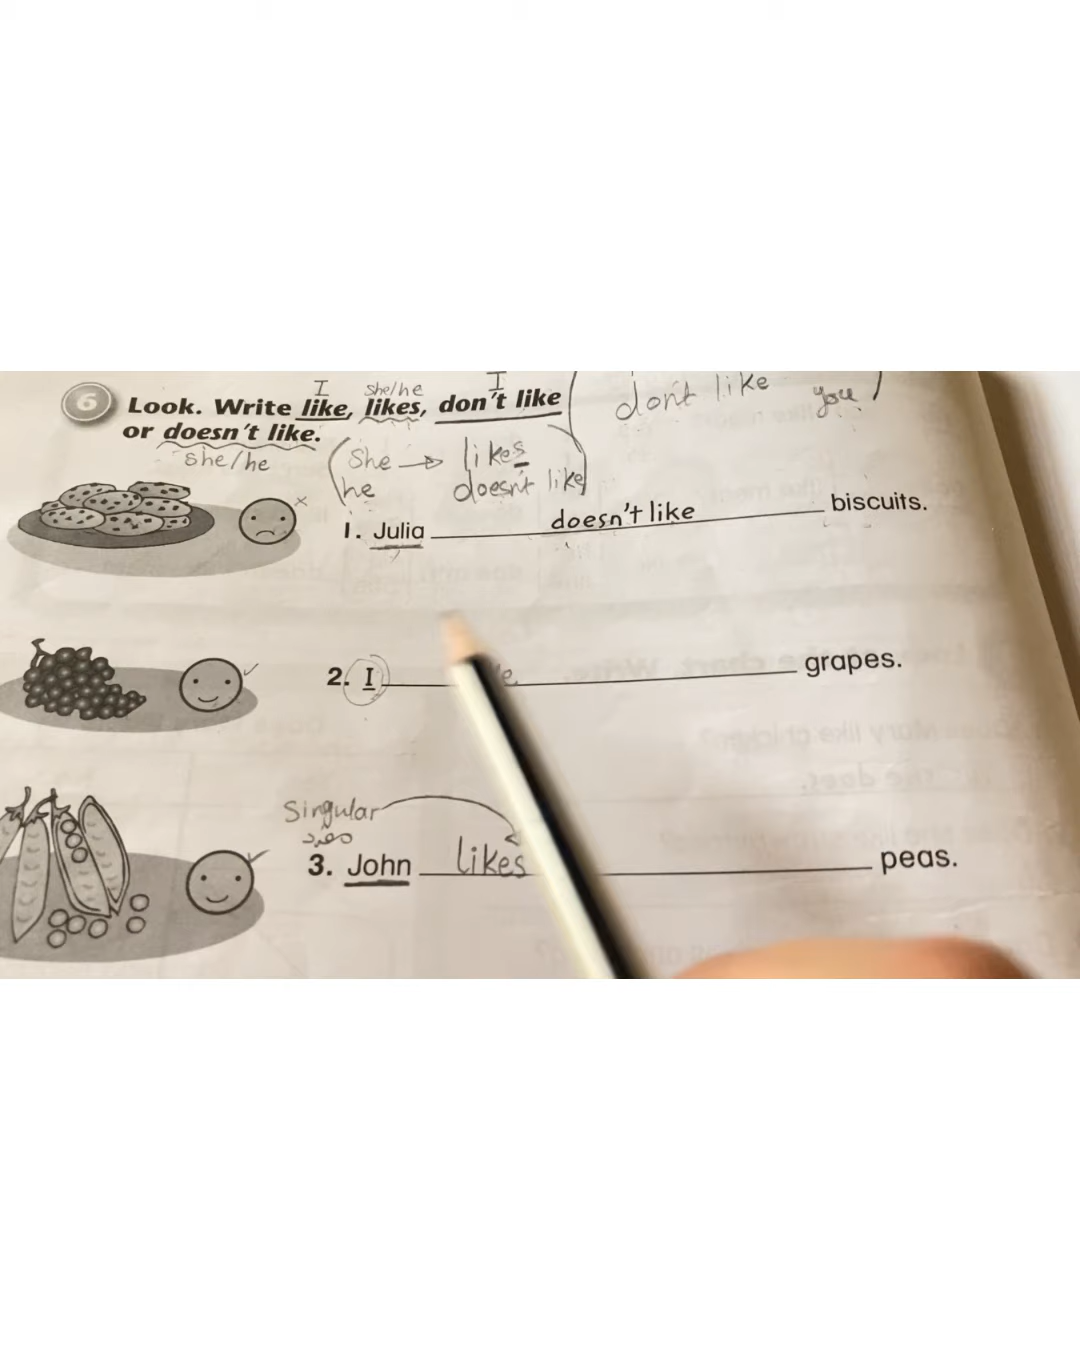 I she/he I
6 Look. Write like, likes, don't like
or doesn't like.
she/he
don't like you
She → likes
he doesn't like
1. Julia doesn't like biscuits.
2. I grapes.
Singular
مفرد
3. John likes peas.